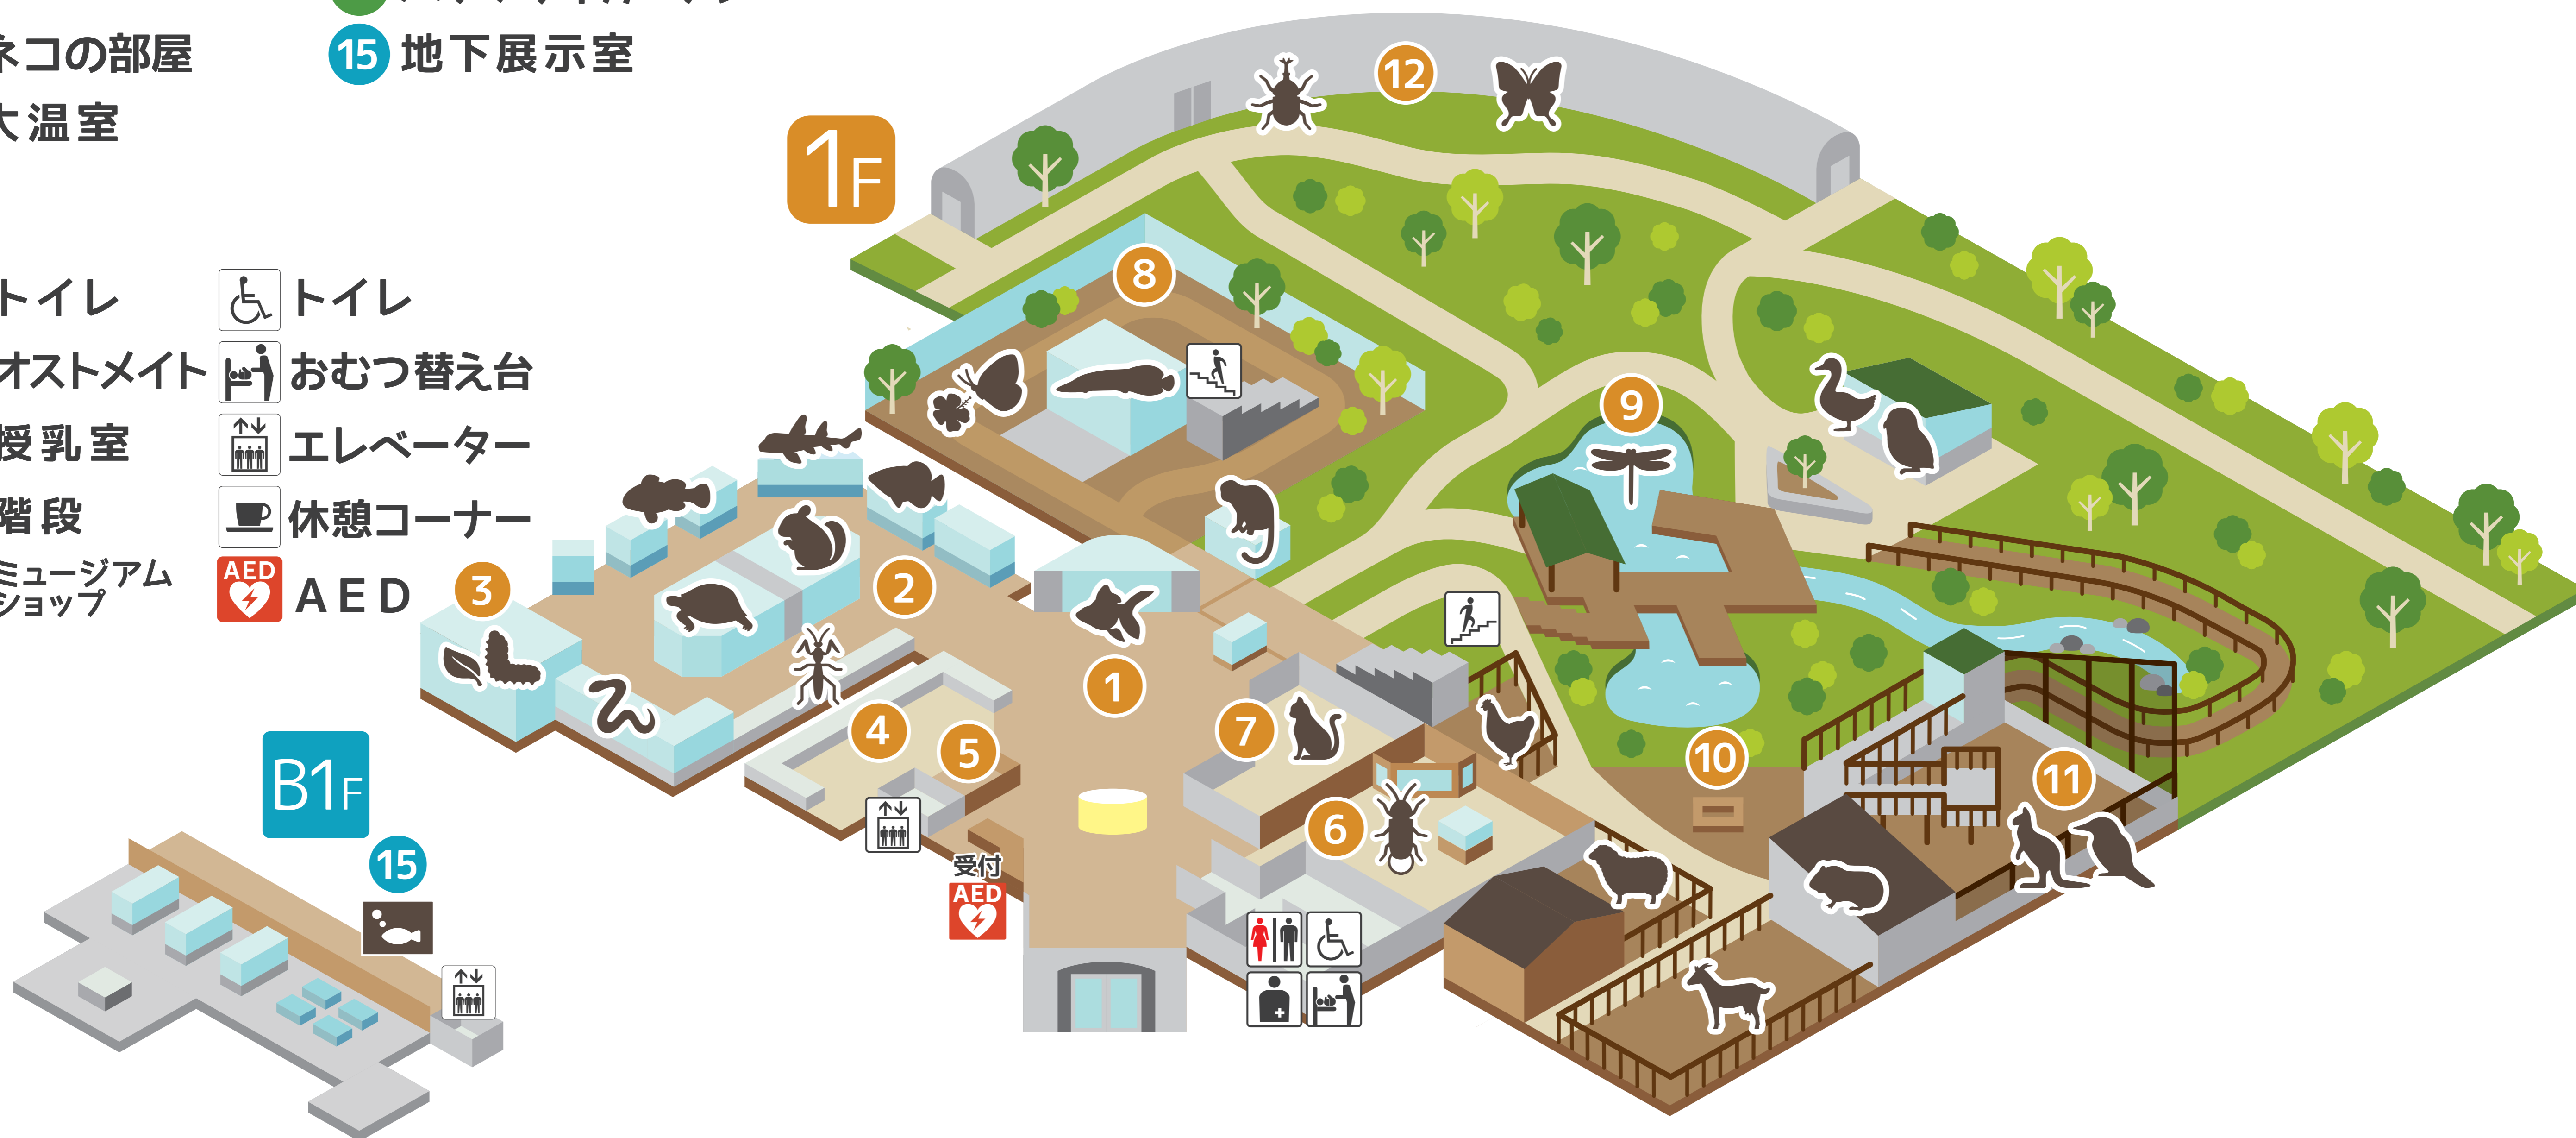 ネコの部屋
15 地下展示室
大温室
トイレ
トイレ
オストメイト
おむつ替え台
授乳室
エレベーター
階段
休憩コーナー
ミュージアム
ショップ
AED
AED
1F
12
8
9
3
2
1
4
5
7
10
11
6
受付
AED
B1F
15